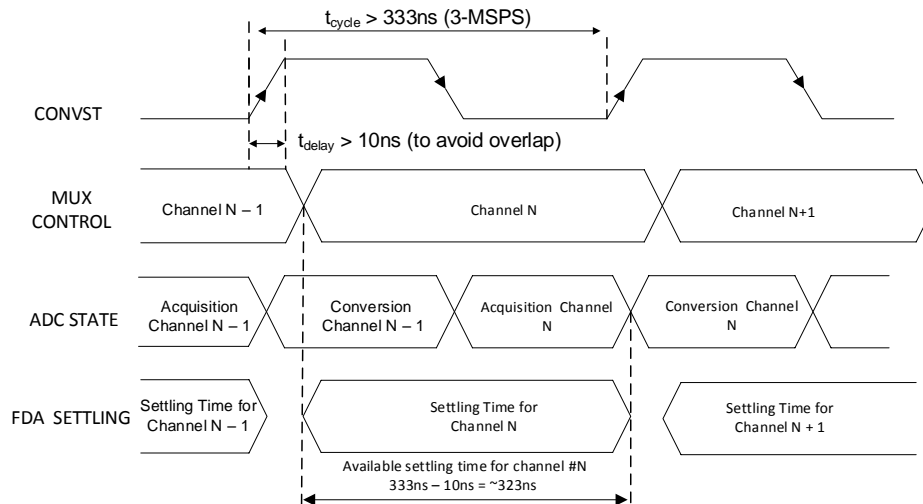 t_cycle > 333ns (3-MSPS)
CONVST
t_delay > 10ns (to avoid overlap)
MUX
CONTROL
Channel N – 1
Channel N
Channel N+1
ADC STATE
Acquisition
Channel N – 1
Conversion
Channel N – 1
Acquisition Channel
N
Conversion Channel
N
FDA SETTLING
Settling Time for
Channel N – 1
Settling Time for
Channel N
Settling Time for
Channel N + 1
Available settling time for channel #N
333ns – 10ns = ~323ns